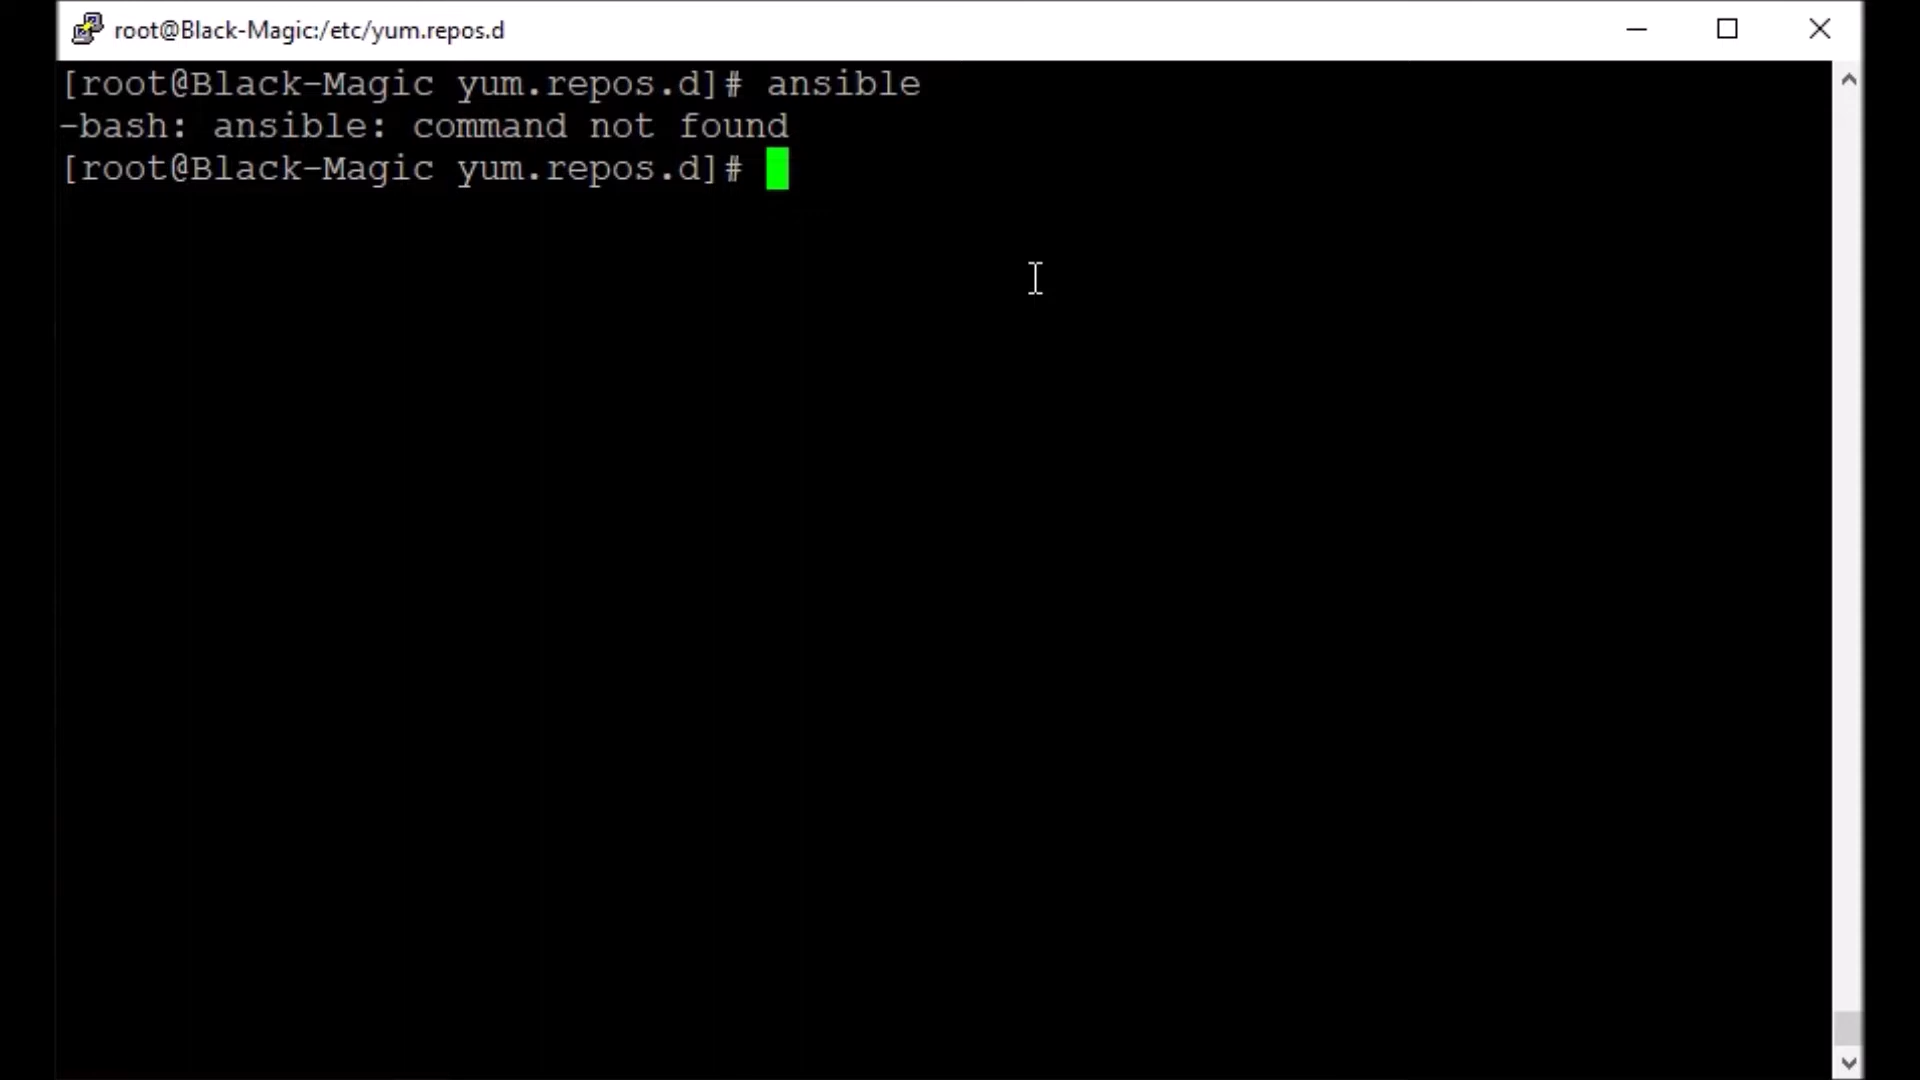 root@Black-Magic:/etc/yum.repos.d
[root@Black-Magic yum.repos.d]# ansible
-bash: ansible: command not found
[root@Black-Magic yum.repos.d]#